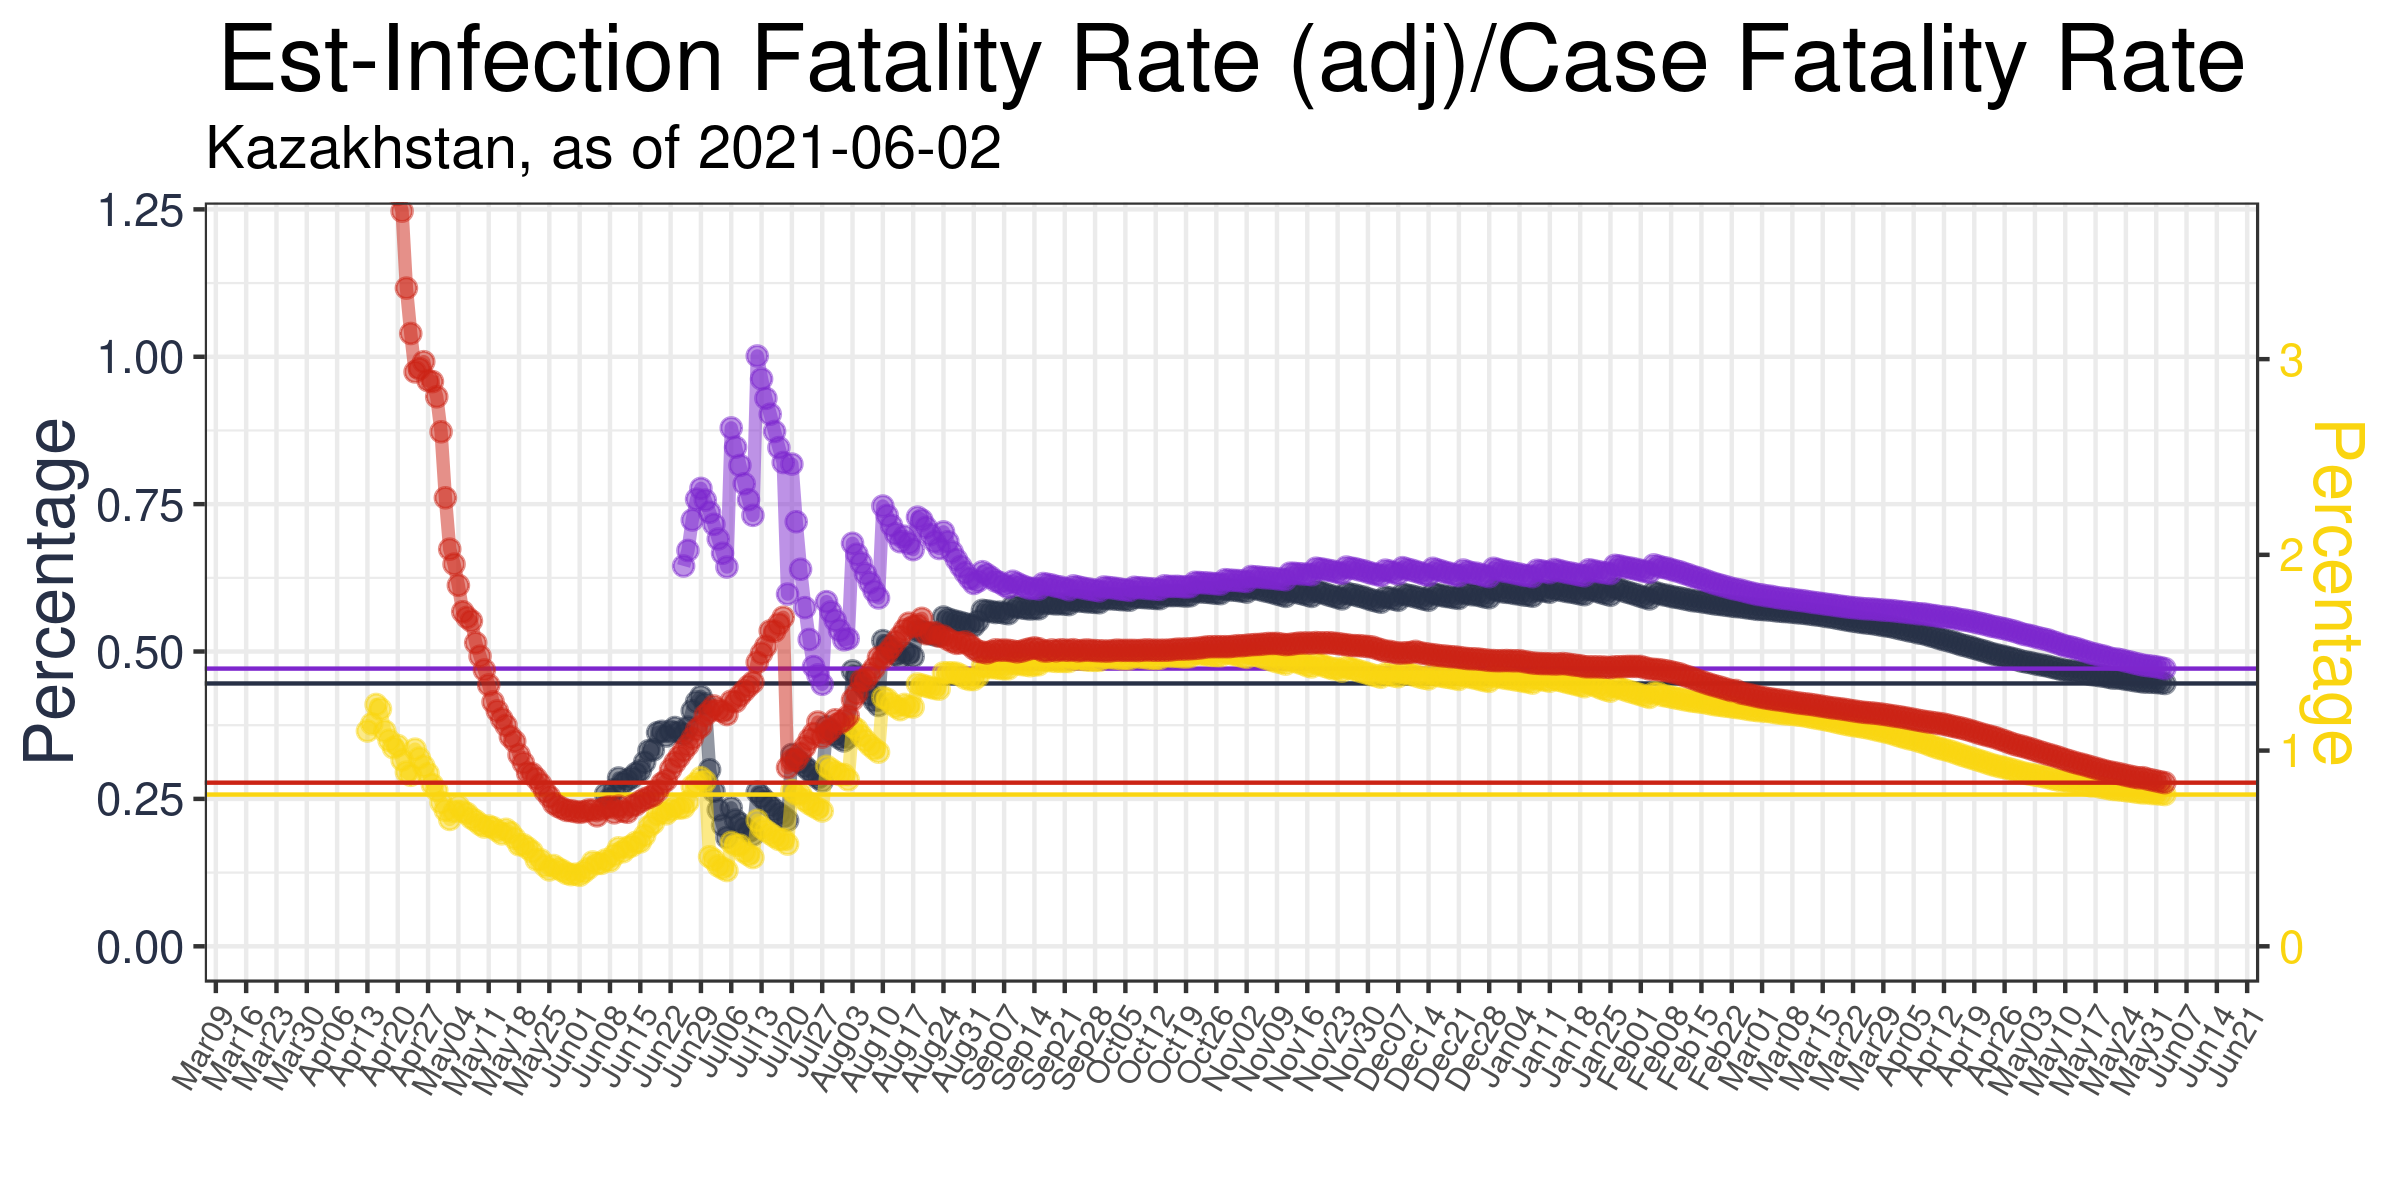 Est-Infection Fatality Rate (adj)/Case Fatality Rate
Kazakhstan, as of 2021-06-02
Percentage
1.25
1.00
0.75
0.50
0.25
0.00
3
2
1
0
Percentage
Mar09
Mar16
Mar23
Mar30
Apr06
Apr13
Apr20
Apr27
May04
May11
May18
May25
Jun01
Jun08
Jun15
Jun22
Jun29
Jul06
Jul13
Jul20
Jul27
Aug03
Aug10
Aug17
Aug24
Aug31
Sep07
Sep14
Sep21
Sep28
Oct05
Oct12
Oct19
Oct26
Nov02
Nov09
Nov16
Nov23
Nov30
Dec07
Dec14
Dec21
Dec28
Jan04
Jan11
Jan18
Jan25
Feb01
Feb08
Feb15
Feb22
Mar01
Mar08
Mar15
Mar22
Mar29
Apr05
Apr12
Apr19
Apr26
May03
May10
May17
May24
May31
Jun07
Jun14
Jun21